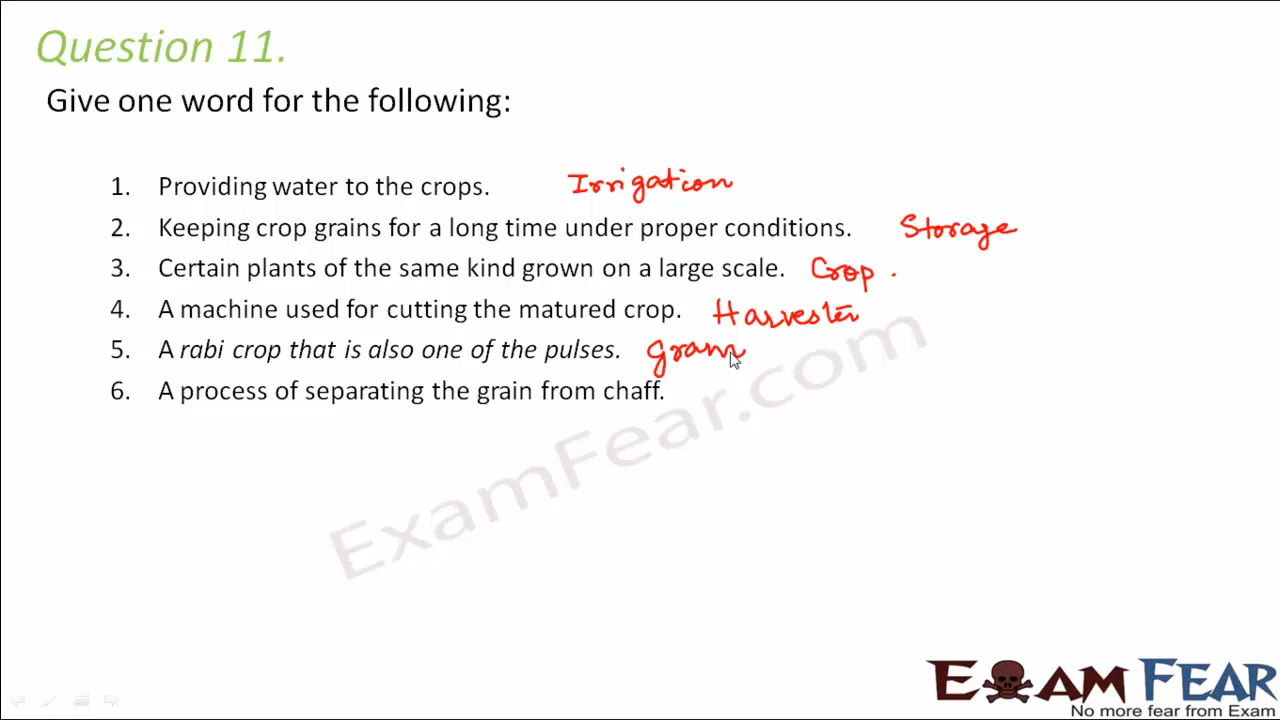 Question 11.
Give one word for the following:
1. Providing water to the crops. Irrigation
2. Keeping crop grains for a long time under proper conditions. Storage
3. Certain plants of the same kind grown on a large scale. Crop .
4. A machine used for cutting the matured crop. Harvester
5. A rabi crop that is also one of the pulses. gram
6. A process of separating the grain from chaff.
ExamFear.com
EXAM FEAR
No more fear from Exam